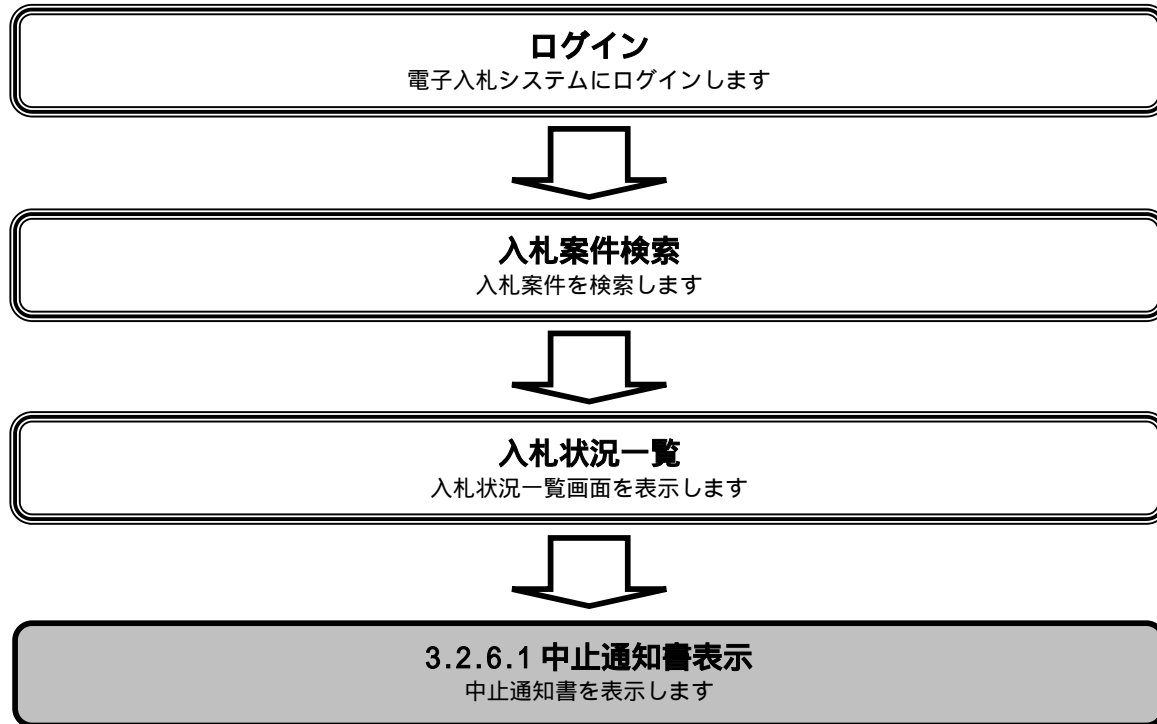 ログイン
電子入札システムにログインします
入札案件検索
入札案件を検索します
入札状況一覧
入札状況一覧画面を表示します
3.2.6.1 中止通知書表示
中止通知書を表示します